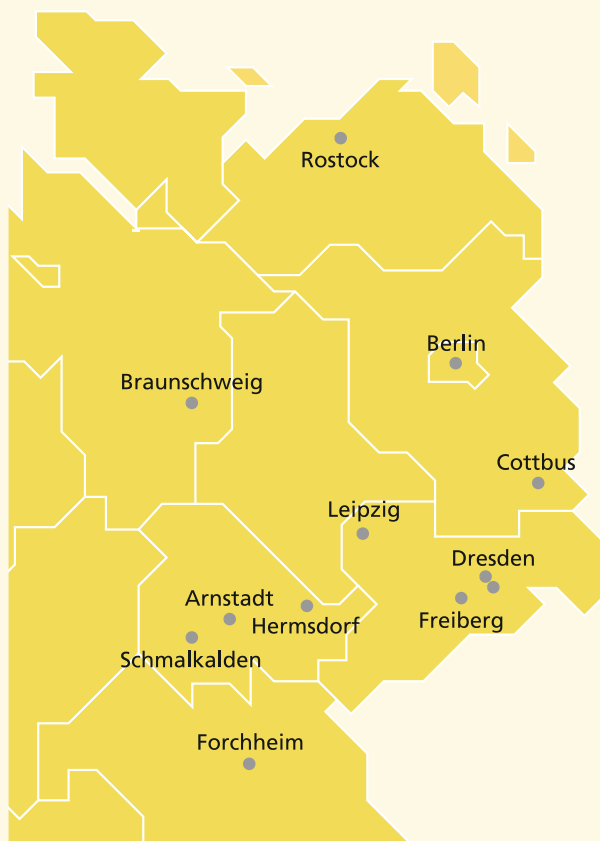 Rostock
Berlin
Braunschweig
Cottbus
Leipzig
Dresden
Arnstadt
Hermsdorf
Freiberg
Schmalkalden
Forchheim